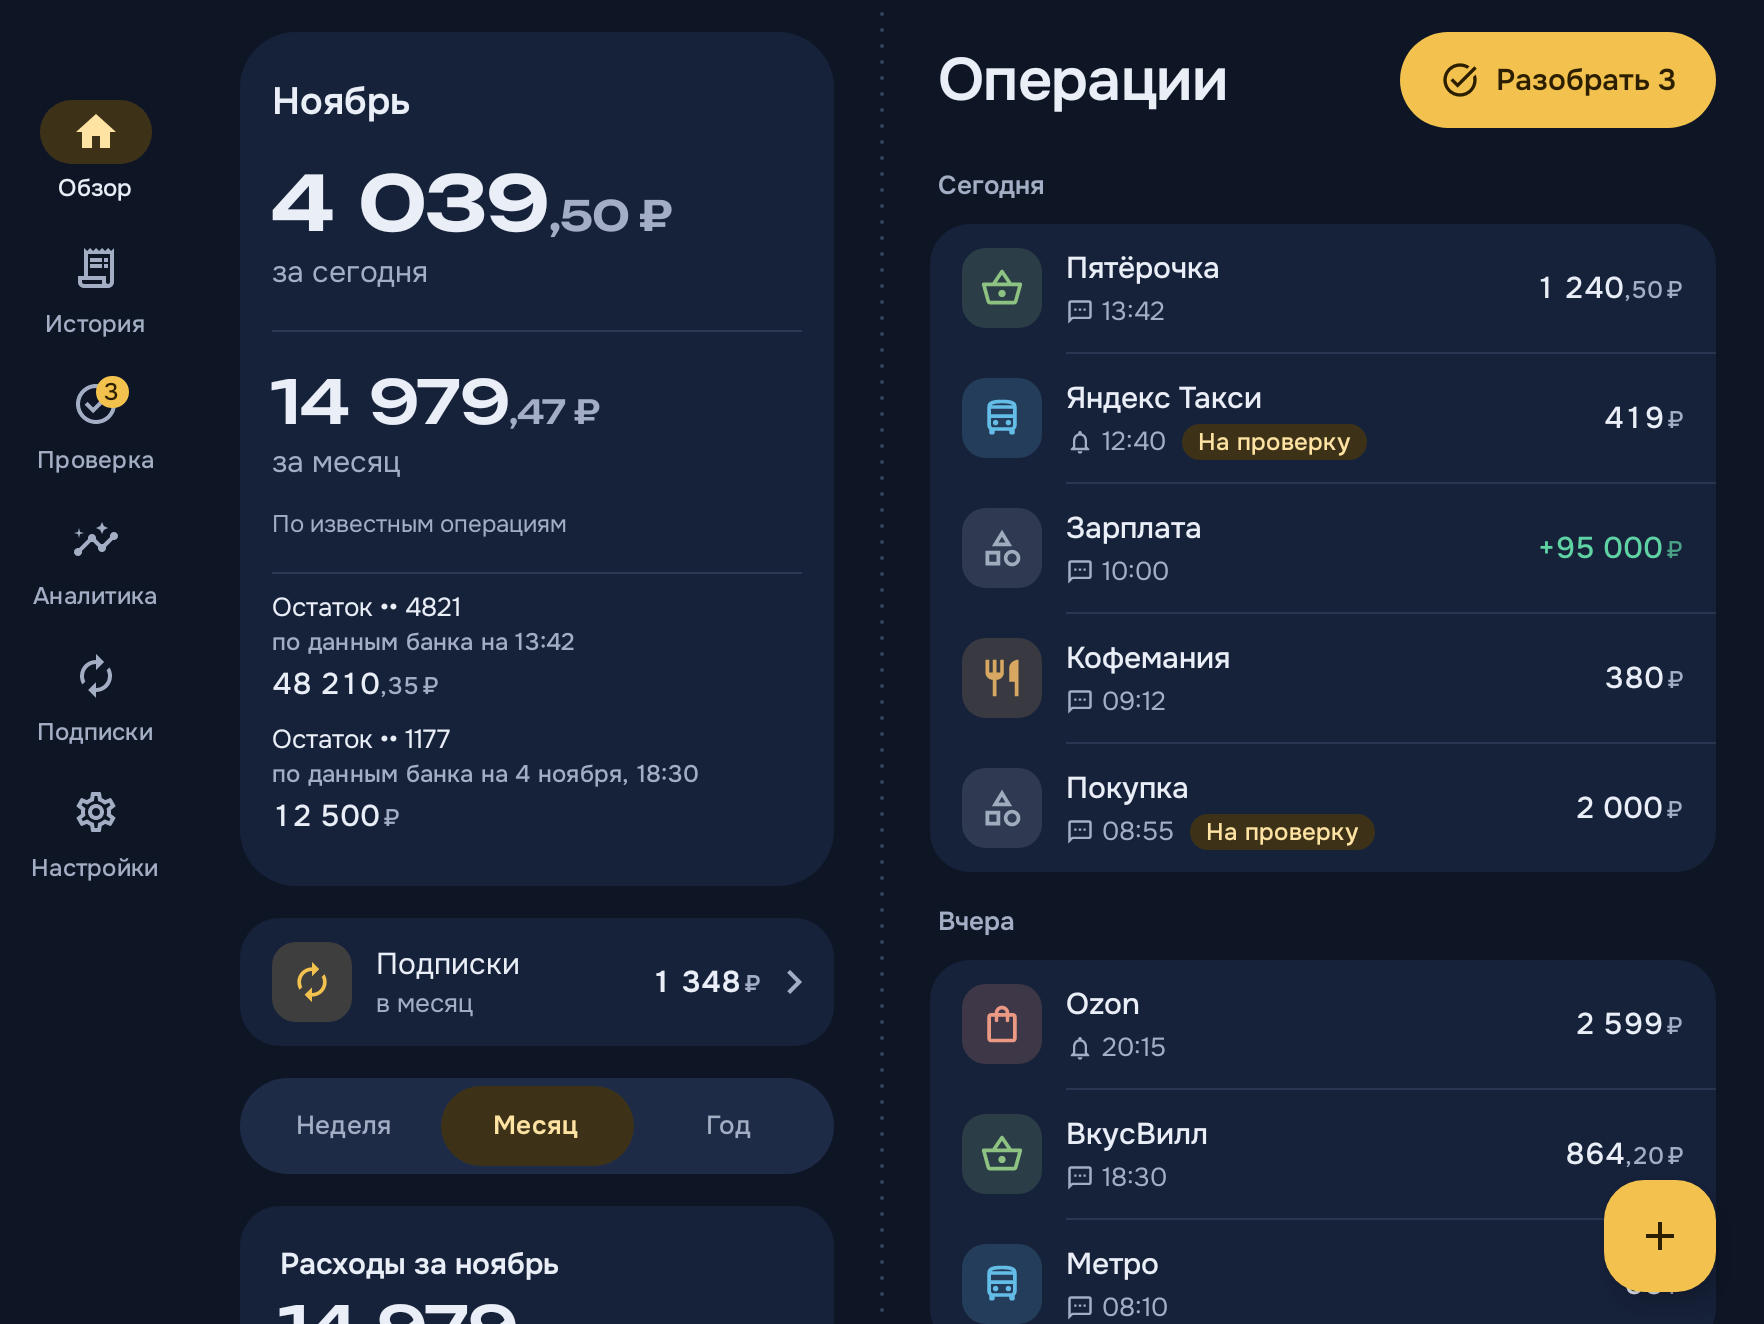 Обзор
История
3
Проверка
Аналитика
Подписки
Настройки
Ноябрь
4 039,50 ₽
за сегодня
14 979,47 ₽
за месяц
По известным операциям
Остаток •• 4821
по данным банка на 13:42
48 210,35 ₽
Остаток •• 1177
по данным банка на 4 ноября, 18:30
12 500 ₽
Подписки
в месяц
1 348 ₽
Неделя
Месяц
Год
Расходы за ноябрь
14 979
Операции
Разобрать 3
Сегодня
Пятёрочка
13:42
1 240,50 ₽
Яндекс Такси
12:40
На проверку
419 ₽
Зарплата
10:00
+95 000 ₽
Кофемания
09:12
380 ₽
Покупка
08:55
На проверку
2 000 ₽
Вчера
Ozon
20:15
2 599 ₽
ВкусВилл
18:30
864,20 ₽
Метро
08:10